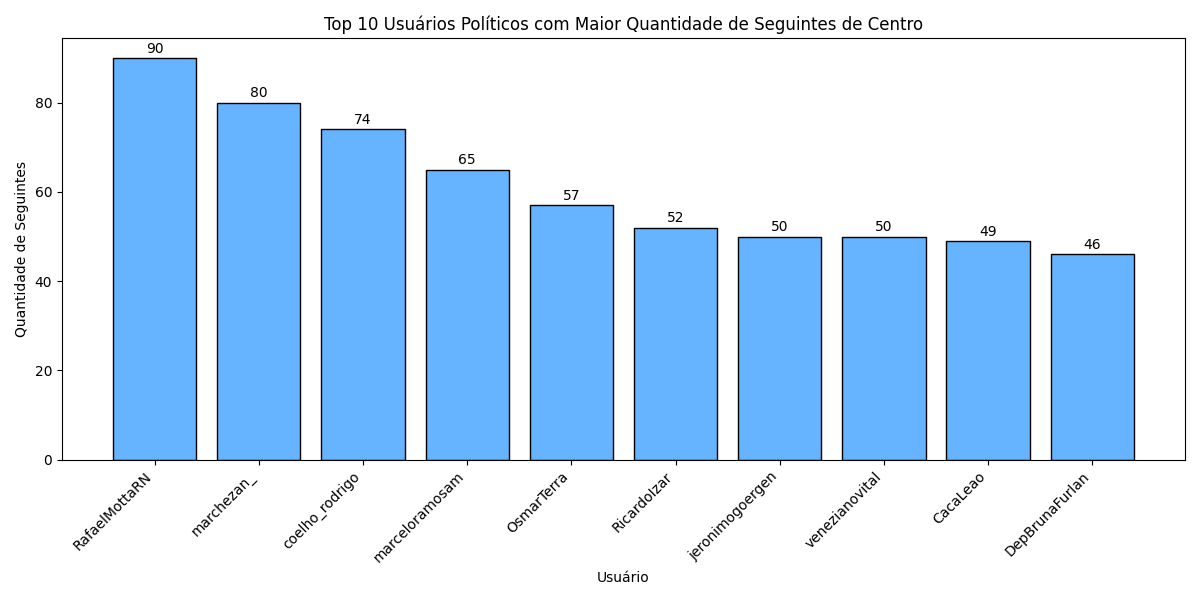 Top 10 Usuários Políticos com Maior Quantidade de Seguintes de Centro
Quantidade de Seguintes
80
60
40
20
0
90
80
74
65
57
52
50
50
49
46
RafaelMottaRN
marchezan_
coelho_rodrigo
marceloramosam
OsmarTerra
RicardoIzar
jeronimogoergen
venezianovital
CacaLeao
DepBrunaFurlan
Usuário